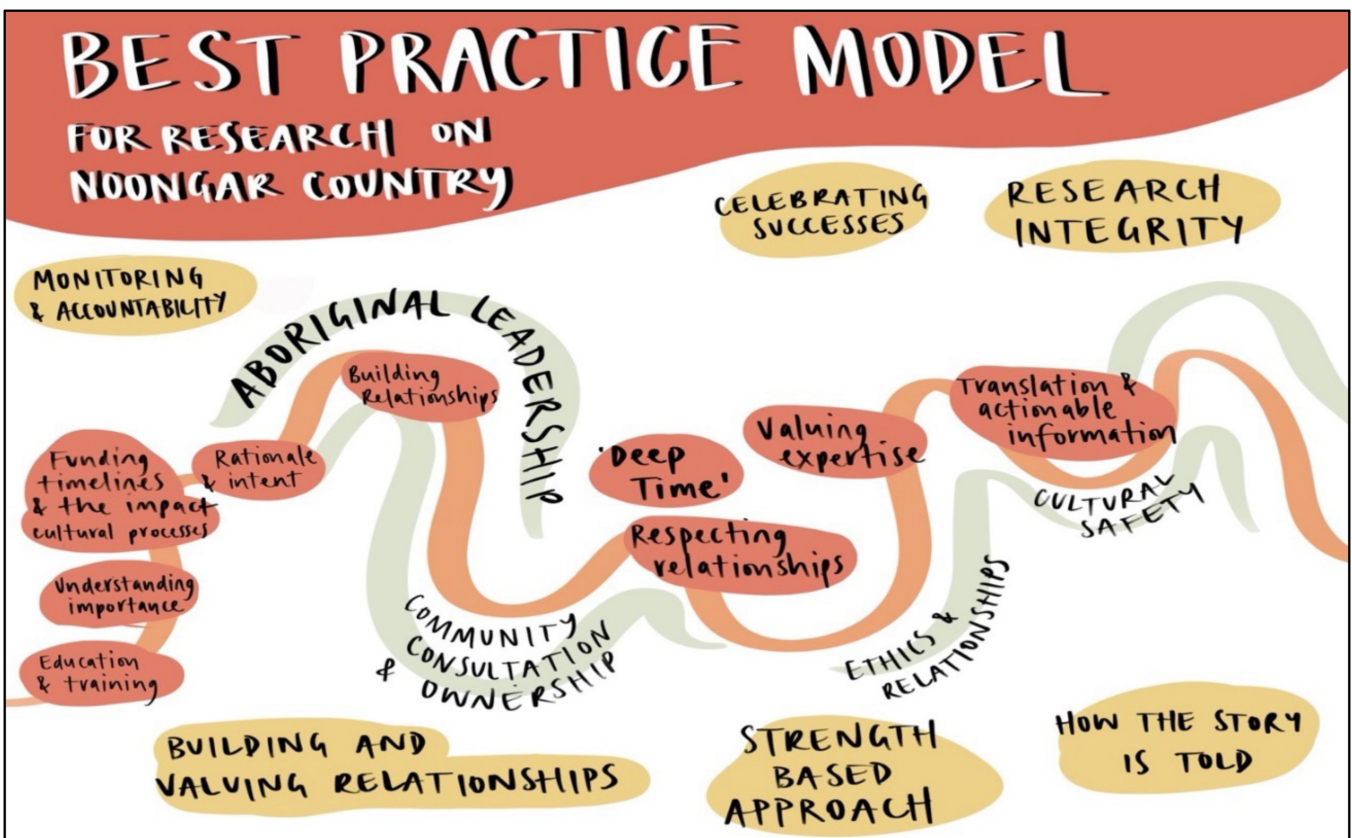 BEST PRACTICE MODEL
FOR RESEARCH ON
NOONGAR COUNTRY
CELEBRATING
SUCCESSES
RESEARCH
INTEGRITY
MONITORING
& ACCOUNTABILITY
ABORIGINAL LEADERSHIP
Building
Relationships
Funding
timelines
& the impact
cultural processes
Rationale
& intent
Understanding
importance
Education
& training
COMMUNITY
CONSULTATION
& OWNERSHIP
'Deep
Time'
Respecting
relationships
Valuing
expertise
Translation &
actionable
information
CULTURAL
SAFETY
ETHICS &
RELATIONSHIPS
BUILDING AND
VALUING RELATIONSHIPS
STRENGTH
BASED
APPROACH
HOW THE STORY
IS TOLD